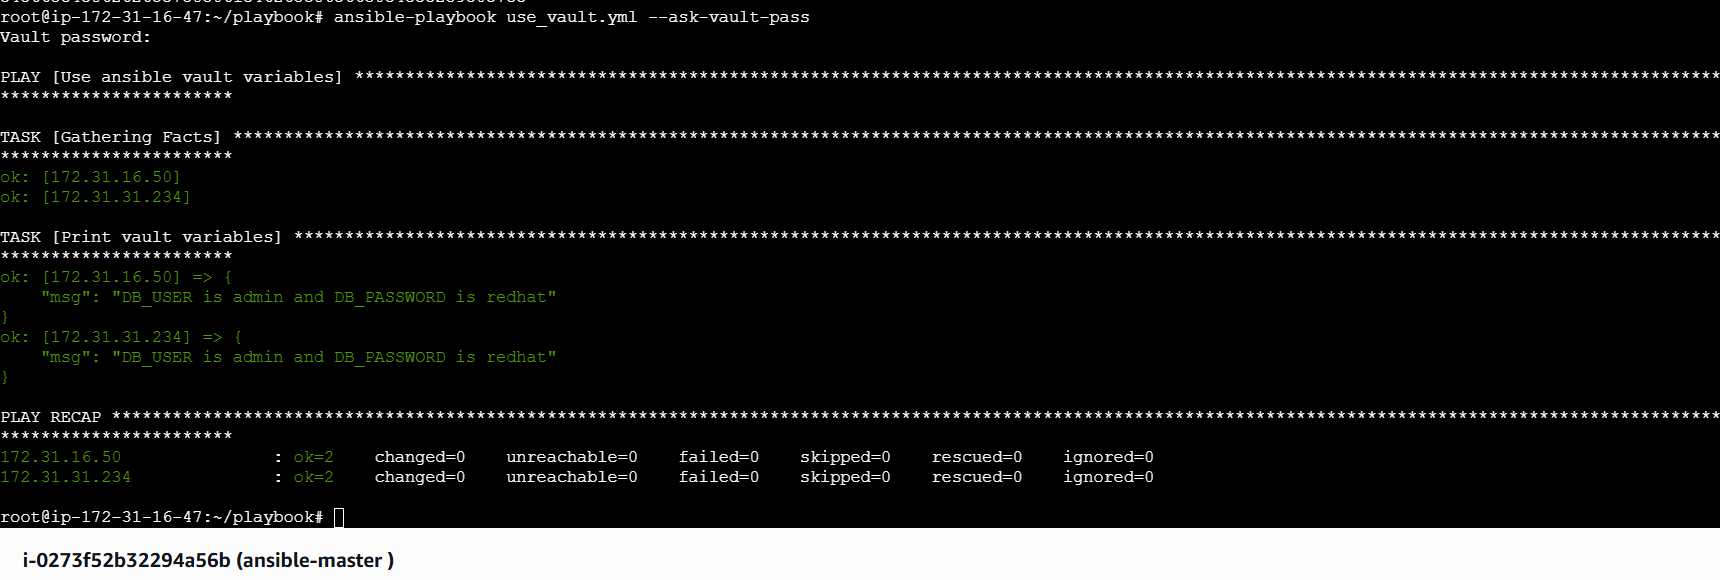 root@ip-172-31-16-47:~/playbook# ansible-playbook use_vault.yml --ask-vault-pass
Vault password:
PLAY [Use ansible vault variables] ****************************************************************************************************************************************
***********************
TASK [Gathering Facts] ****************************************************************************************************************************************************
***********************
ok: [172.31.16.50]
ok: [172.31.31.234]
TASK [Print vault variables] **********************************************************************************************************************************************
***********************
ok: [172.31.16.50] => {
    "msg": "DB_USER is admin and DB_PASSWORD is redhat"
}
ok: [172.31.31.234] => {
    "msg": "DB_USER is admin and DB_PASSWORD is redhat"
}
PLAY RECAP ****************************************************************************************************************************************************************
***********************
172.31.16.50               : ok=2    changed=0    unreachable=0    failed=0    skipped=0    rescued=0    ignored=0
172.31.31.234              : ok=2    changed=0    unreachable=0    failed=0    skipped=0    rescued=0    ignored=0
root@ip-172-31-16-47:~/playbook#
i-0273f52b32294a56b (ansible-master )